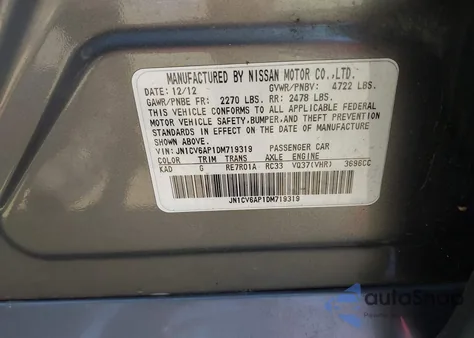 MANUFACTURED BY NISSAN MOTOR CO.,LTD.
DATE: 12/12 GVWR/PNBV: 4722 LBS.
GAWR/PNBE FR: 2270 LBS. RR: 2478 LBS.
THIS VEHICLE CONFORMS TO ALL APPLICABLE FEDERAL
MOTOR VEHICLE SAFETY, BUMPER, AND THEFT PREVENTION
STANDARDS IN EFFECT ON THE DATE OF MANUFACTURE
SHOWN ABOVE.
VIN: JN1CV6AP1DM719319 PASSENGER CAR
COLOR TRIM TRANS AXLE ENGINE
KAD G RE7R01A RC33 VQ37(VHR) 3696CC
JN1CV6AP1DM719319
autoSnap